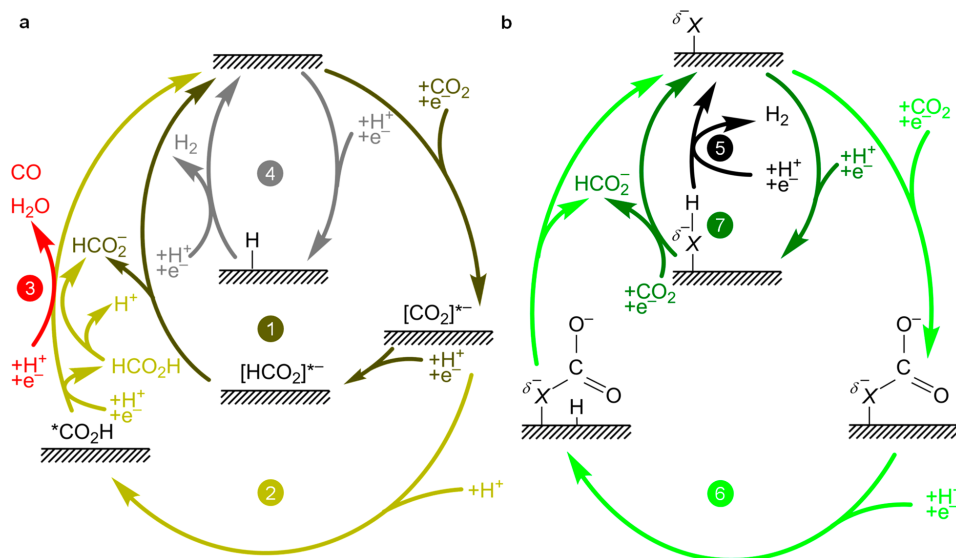 a
H₂
+H⁺
+e⁻
+CO₂
+e⁻
4
CO
H₂O
HCO₂⁻
+H⁺
+e⁻
H
3
H⁺
1
[CO₂]*⁻
+H⁺
+e⁻
HCO₂H
[HCO₂]*⁻
+H⁺
+e⁻
+H⁺
+e⁻
*CO₂H
2
+H⁺
b
δ⁻
X
H₂
5
+CO₂
+e⁻
+H⁺
+e⁻
+H⁺
+e⁻
HCO₂⁻
H
7
δ⁻
X
+CO₂
+e⁻
O⁻
C
δ⁻
X
O
H
O⁻
C
δ⁻
X
O
6
+H⁺
+e⁻